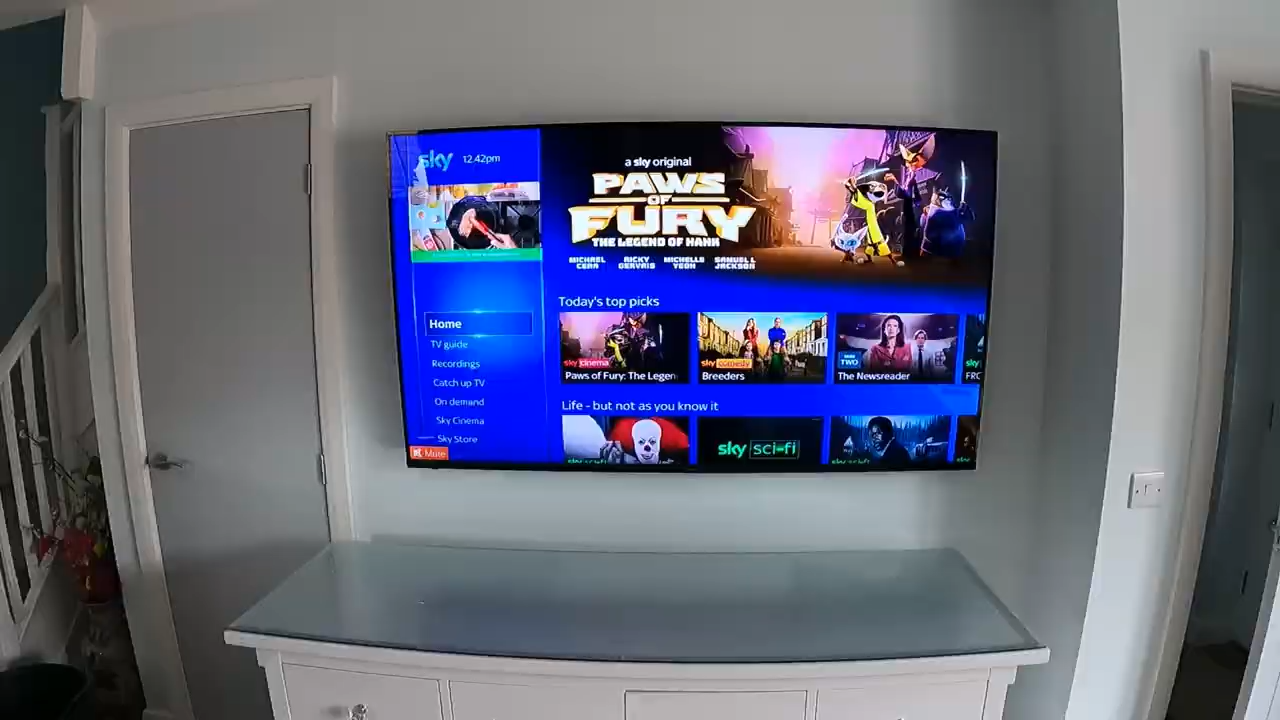 sky 12.42pm
a sky original
PAWS
OF
FURY
THE LEGEND OF HANK
MICHAEL CERA RICKY GERVAIS MICHELLE YEOH SAMUEL L JACKSON
Today's top picks
sky cinema
Paws of Fury: The Legen
sky comedy
Breeders
TWO
The Newsreader
sky
FRO
Home
TV guide
Recordings
Catch up TV
On demand
Sky Cinema
Sky Store
Mute
Life - but not as you know it
sky sci-fi